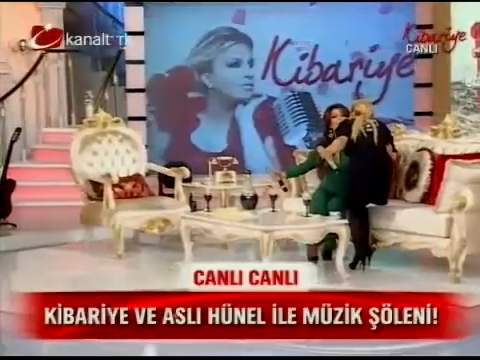 kanaltürk
Kibariye
CANLI
Kibariye
CANLI CANLI
KİBARİYE VE ASLI HÜNEL İLE MÜZİK ŞÖLENİ!